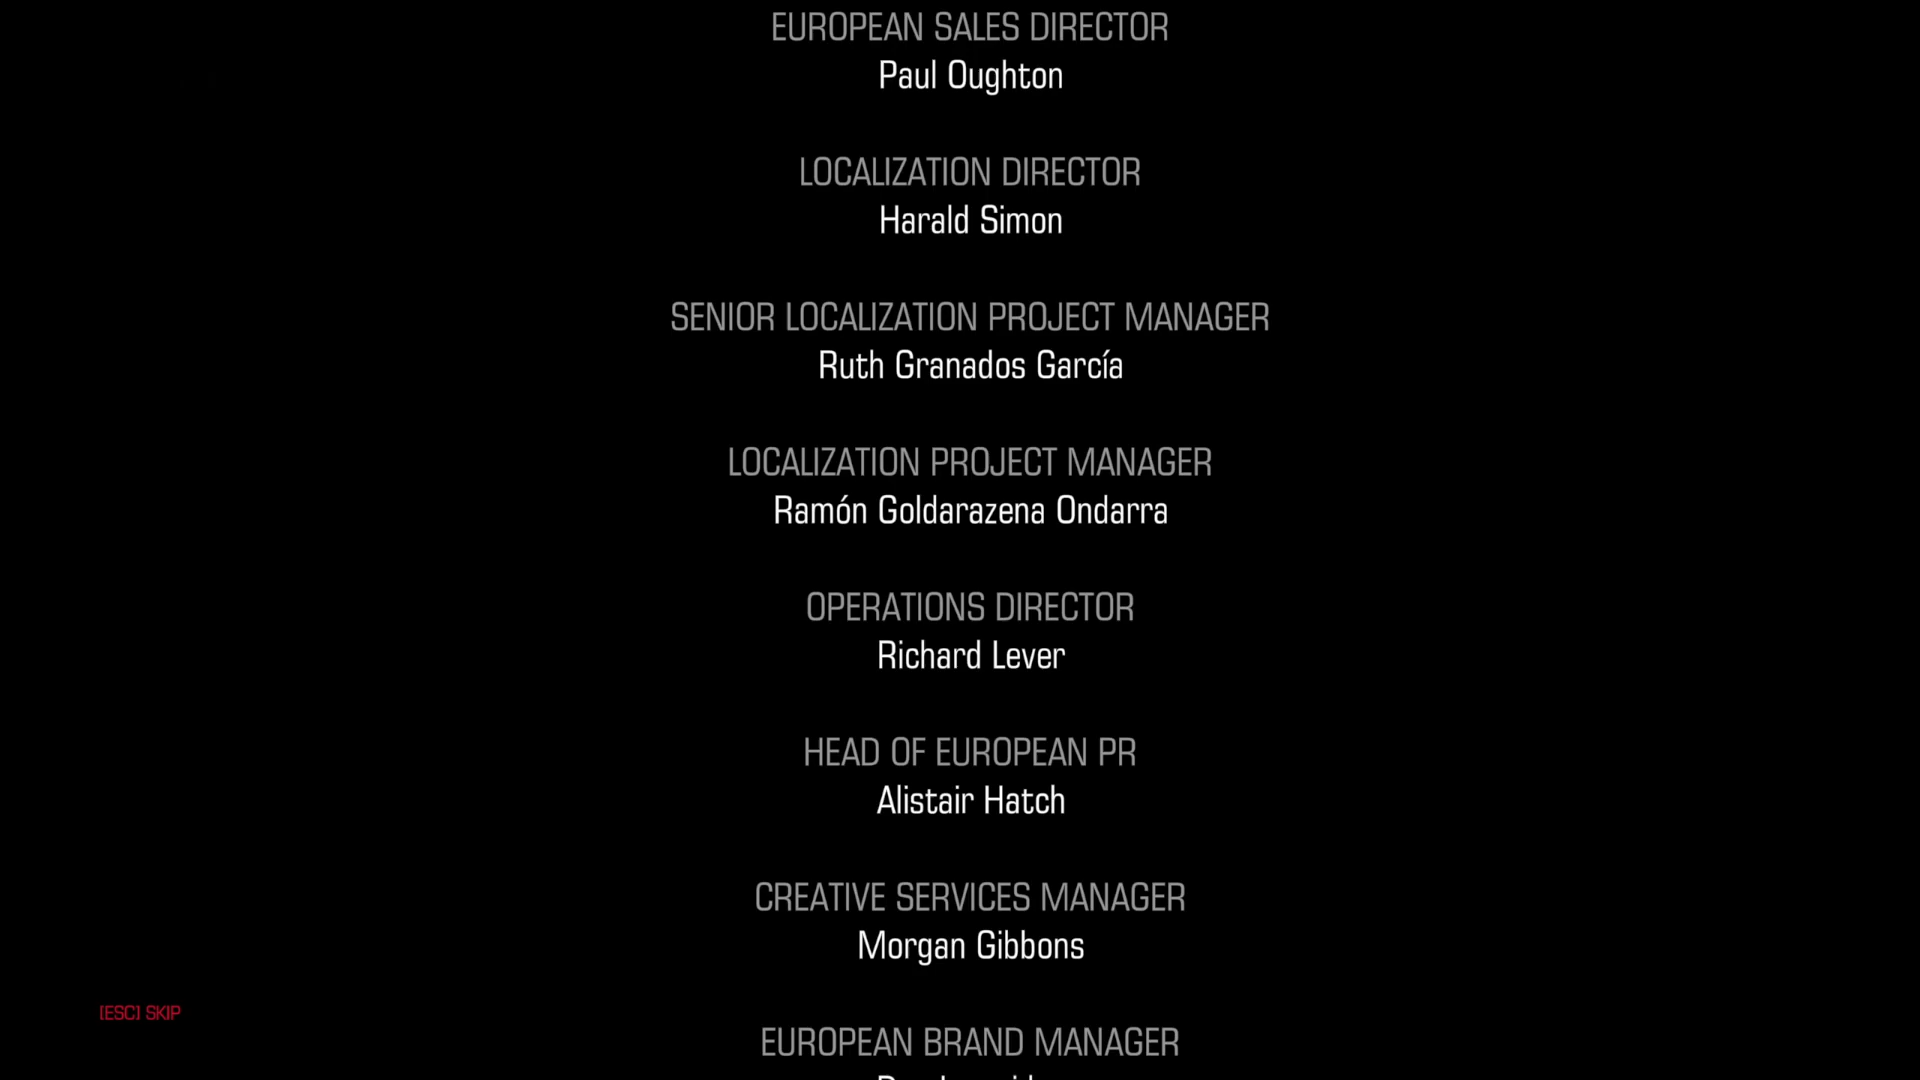 EUROPEAN SALES DIRECTOR
Paul Oughton
LOCALIZATION DIRECTOR
Harald Simon
SENIOR LOCALIZATION PROJECT MANAGER
Ruth Granados García
LOCALIZATION PROJECT MANAGER
Ramón Goldarazena Ondarra
OPERATIONS DIRECTOR
Richard Lever
HEAD OF EUROPEAN PR
Alistair Hatch
CREATIVE SERVICES MANAGER
Morgan Gibbons
[ESC] SKIP
EUROPEAN BRAND MANAGER